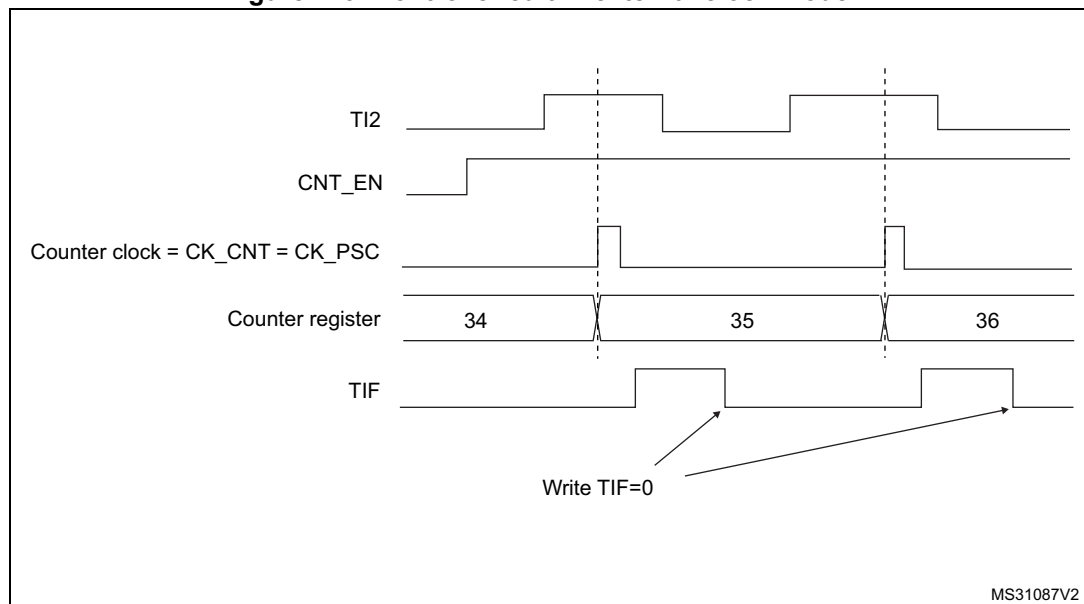 TI2
CNT_EN
Counter clock = CK_CNT = CK_PSC
Counter register 34 35 36
TIF
Write TIF=0
MS31087V2